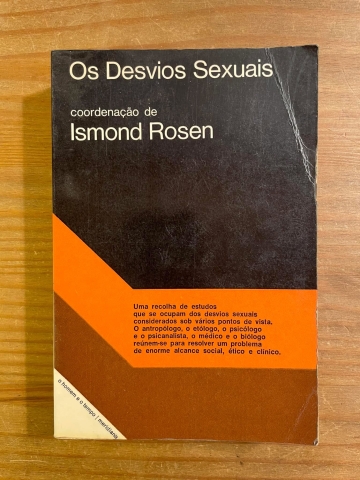 Os Desvios Sexuais
coordenação de
Ismond Rosen
Uma recolha de estudos
que se ocupam dos desvios sexuais
considerados sob vários pontos de vista.
O antropólogo, o etólogo, o psicólogo
e o psicanalista, o médico e o biólogo
reúnem-se para resolver um problema
de enorme alcance social, ético e clínico.
o homem e o tempo / meridiano